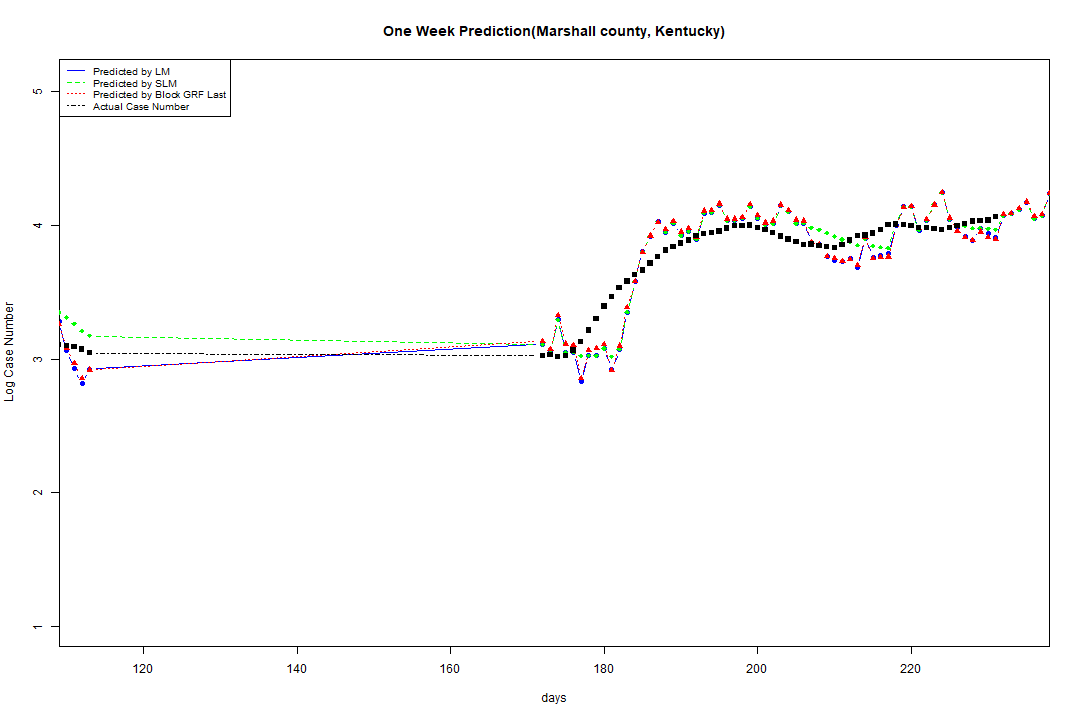 One Week Prediction(Marshall county, Kentucky)
Predicted by LM
Predicted by SLM
Predicted by Block GRF Last
Actual Case Number
5
4
3
2
1
Log Case Number
120 140 160 180 200 220
days